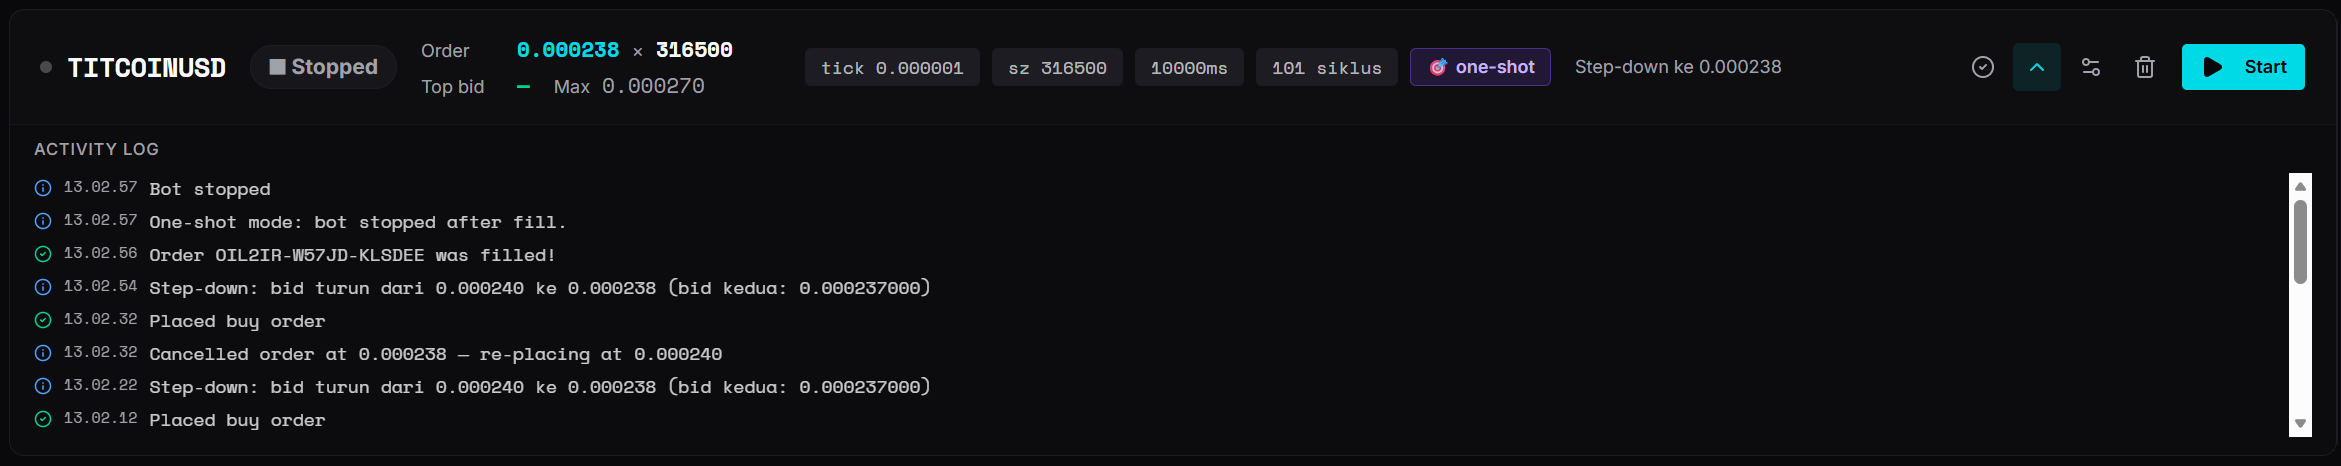 TITCOINUSD
Stopped
Order 0.000238 × 316500
Top bid – Max 0.000270
tick 0.000001
sz 316500
10000ms
101 siklus
🎯 one-shot
Step-down ke 0.000238
Start
ACTIVITY LOG
13.02.57 Bot stopped
13.02.57 One-shot mode: bot stopped after fill.
13.02.56 Order OIL2IR-W57JD-KLSDEE was filled!
13.02.54 Step-down: bid turun dari 0.000240 ke 0.000238 (bid kedua: 0.000237000)
13.02.32 Placed buy order
13.02.32 Cancelled order at 0.000238 — re-placing at 0.000240
13.02.22 Step-down: bid turun dari 0.000240 ke 0.000238 (bid kedua: 0.000237000)
13.02.12 Placed buy order